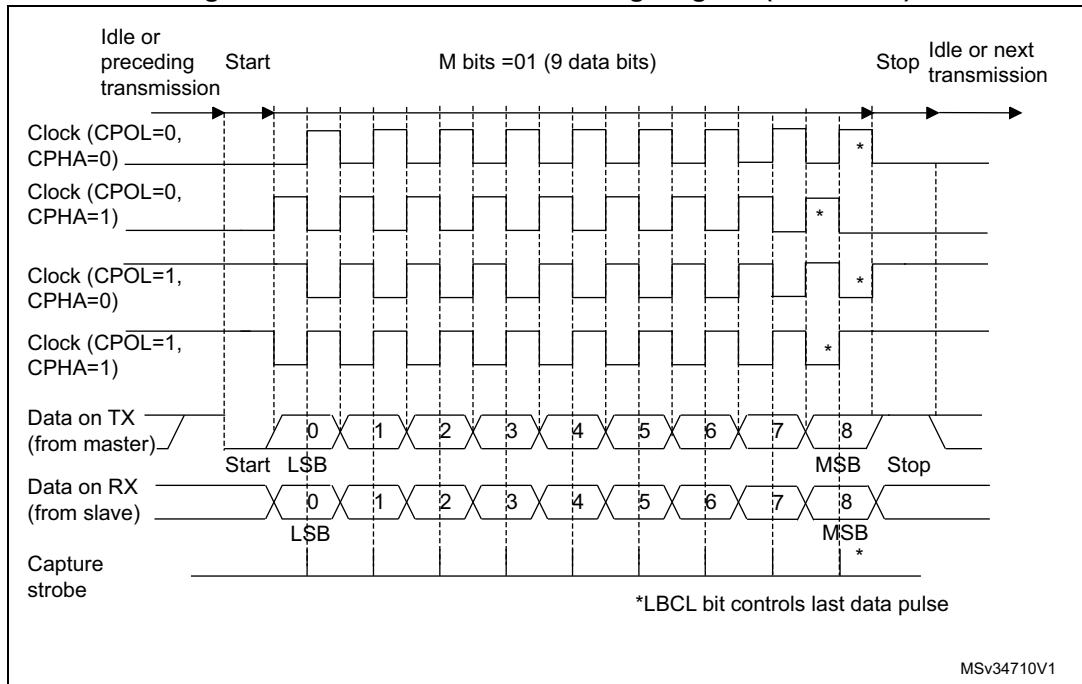 Idle or
preceding
transmission
Start
M bits =01 (9 data bits)
Stop
Idle or next
transmission
Clock (CPOL=0,
CPHA=0)
*
Clock (CPOL=0,
CPHA=1)
*
Clock (CPOL=1,
CPHA=0)
*
Clock (CPOL=1,
CPHA=1)
*
Data on TX
(from master)
0 1 2 3 4 5 6 7 8
Start LSB MSB Stop
Data on RX
(from slave)
0 1 2 3 4 5 6 7 8
LSB MSB
*
Capture
strobe
*LBCL bit controls last data pulse
MSv34710V1